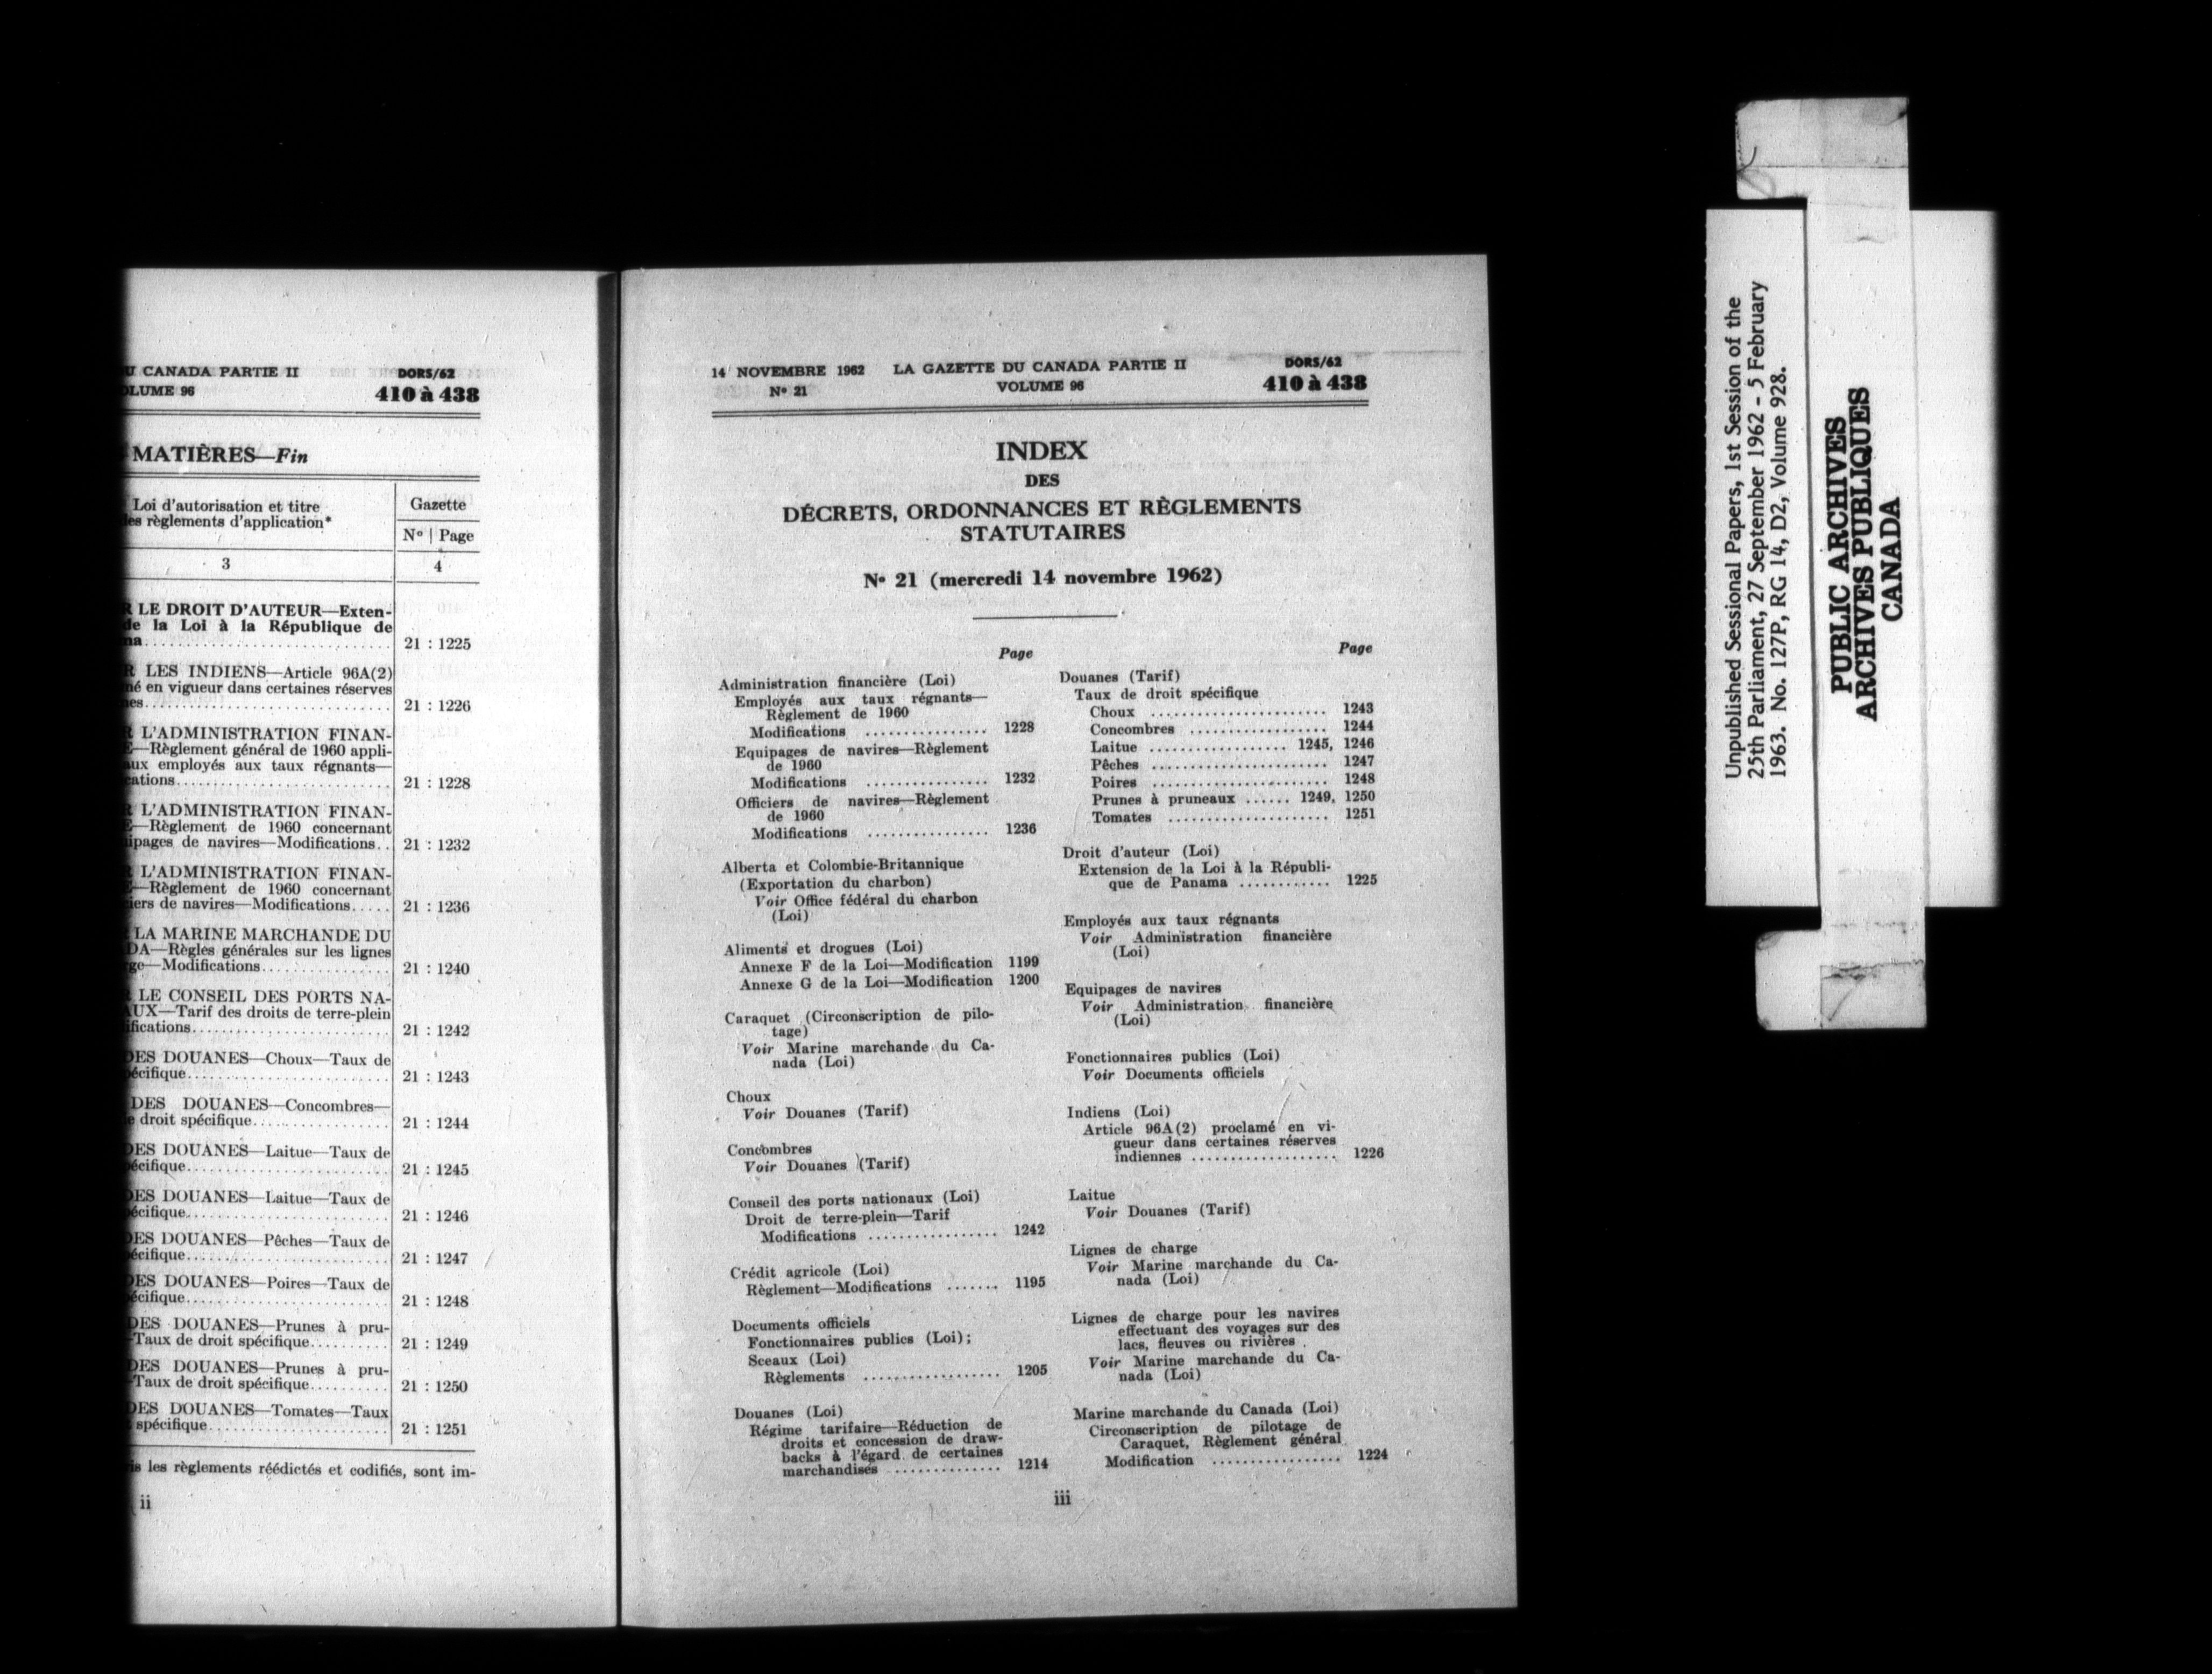 CANADA PARTIE II DORS/62
96 410 à 438
MATIÈRES—Fin
Loi d'autorisation et titre
règlements d'application*
Gazette
Nº | Page
3 4
LE DROIT D'AUTEUR—Exten-
de la Loi à la République de
21 : 1225
LES INDIENS—Article 96A(2)
en vigueur dans certaines réserves
21 : 1226
L'ADMINISTRATION FINAN-
—Règlement général de 1960 appli-
employés aux taux régnants—
21 : 1228
L'ADMINISTRATION FINAN-
—Règlement de 1960 concernant
de navires—Modifications.. 21 : 1232
L'ADMINISTRATION FINAN-
—Règlement de 1960 concernant
de navires—Modifications..... 21 : 1236
LA MARINE MARCHANDE DU
—Règles générales sur les lignes
—Modifications................ 21 : 1240
LE CONSEIL DES PORTS NA-
—Tarif des droits de terre-plein
21 : 1242
DES DOUANES—Choux—Taux de
21 : 1243
DES DOUANES—Concombres—
droit spécifique................ 21 : 1244
DES DOUANES—Laitue—Taux de
21 : 1245
DES DOUANES—Laitue—Taux de
21 : 1246
DES DOUANES—Pêches—Taux de
21 : 1247
DES DOUANES—Poires—Taux de
21 : 1248
DES DOUANES—Prunes à pru-
Taux de droit spécifique.......... 21 : 1249
DES DOUANES—Prunes à pru-
Taux de droit spécifique.......... 21 : 1250
DES DOUANES—Tomates—Taux
spécifique...................... 21 : 1251
les règlements réédictés et codifiés, sont im-
ii
14 NOVEMBRE 1962 LA GAZETTE DU CANADA PARTIE II DORS/62
Nº 21 VOLUME 96 410 à 438
INDEX
DES
DÉCRETS, ORDONNANCES ET RÈGLEMENTS
STATUTAIRES
Nº 21 (mercredi 14 novembre 1962)
Page
Administration financière (Loi)
Employés aux taux régnants—
Règlement de 1960
Modifications ................ 1228
Equipages de navires—Règlement
de 1960
Modifications ................ 1232
Officiers de navires—Règlement
de 1960
Modifications ................ 1236
Alberta et Colombie-Britannique
(Exportation du charbon)
Voir Office fédéral du charbon
(Loi)
Aliments et drogues (Loi)
Annexe F de la Loi—Modification 1199
Annexe G de la Loi—Modification 1200
Caraquet (Circonscription de pilo-
tage)
Voir Marine marchande du Ca-
nada (Loi)
Choux
Voir Douanes (Tarif)
Concombres
Voir Douanes (Tarif)
Conseil des ports nationaux (Loi)
Droit de terre-plein—Tarif
Modifications ................. 1242
Crédit agricole (Loi)
Règlement—Modifications ....... 1195
Documents officiels
Fonctionnaires publics (Loi);
Sceaux (Loi)
Règlements .................. 1205
Douanes (Loi)
Régime tarifaire—Réduction de
droits et concession de draw-
backs à l'égard de certaines
marchandises ............... 1214
Page
Douanes (Tarif)
Taux de droit spécifique
Choux ........................ 1243
Concombres ................... 1244
Laitue ................. 1245, 1246
Pêches ........................ 1247
Poires ........................ 1248
Prunes à pruneaux ...... 1249, 1250
Tomates ..................... 1251
Droit d'auteur (Loi)
Extension de la Loi à la Républi-
que de Panama ............ 1225
Employés aux taux régnants
Voir Administration financière
(Loi)
Equipages de navires
Voir Administration financière
(Loi)
Fonctionnaires publics (Loi)
Voir Documents officiels
Indiens (Loi)
Article 96A(2) proclamé en vi-
gueur dans certaines réserves
indiennes ................... 1226
Laitue
Voir Douanes (Tarif)
Lignes de charge
Voir Marine marchande du Ca-
nada (Loi)
Lignes de charge pour les navires
effectuant des voyages sur des
lacs, fleuves ou rivières
Voir Marine marchande du Ca-
nada (Loi)
Marine marchande du Canada (Loi)
Circonscription de pilotage de
Caraquet, Règlement général
Modification ................. 1224
iii
Unpublished Sessional Papers, 1st Session of the
25th Parliament, 27 September 1962 - 5 February
1963. No. 127P, RG 14, D2, Volume 928.
PUBLIC ARCHIVES
ARCHIVES PUBLIQUES
CANADA